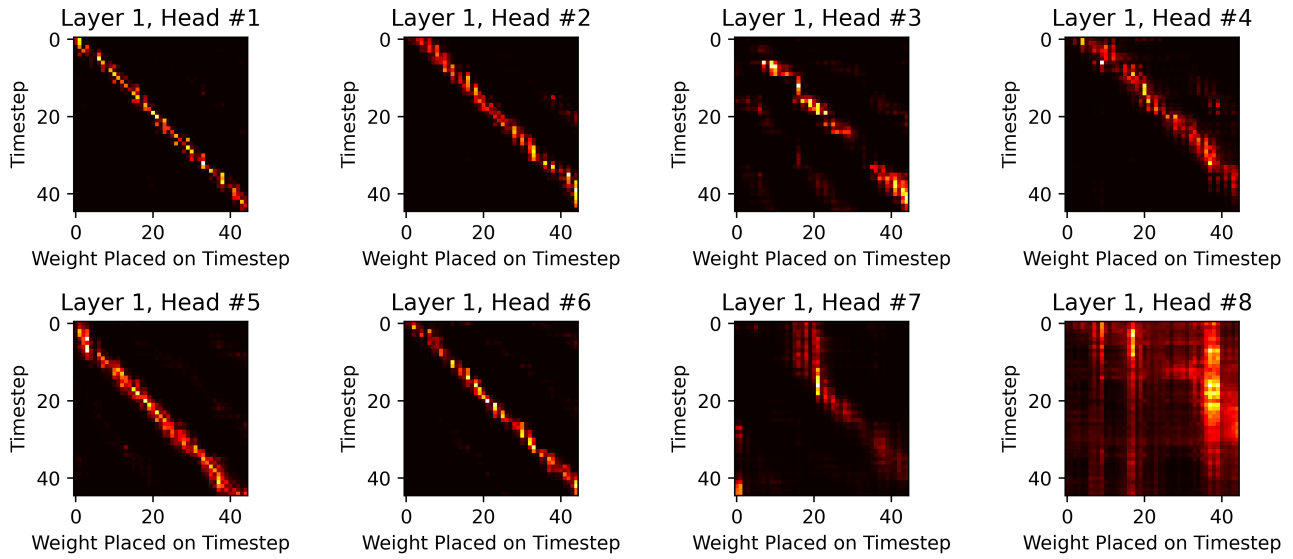 Layer 1, Head #1
Layer 1, Head #2
Layer 1, Head #3
Layer 1, Head #4
0
20
40
Timestep
0
20
40
Weight Placed on Timestep
0
20
40
Timestep
0
20
40
Weight Placed on Timestep
0
20
40
Timestep
0
20
40
Weight Placed on Timestep
0
20
40
Timestep
0
20
40
Weight Placed on Timestep
Layer 1, Head #5
Layer 1, Head #6
Layer 1, Head #7
Layer 1, Head #8
0
20
40
Timestep
0
20
40
Weight Placed on Timestep
0
20
40
Timestep
0
20
40
Weight Placed on Timestep
0
20
40
Timestep
0
20
40
Weight Placed on Timestep
0
20
40
Timestep
0
20
40
Weight Placed on Timestep